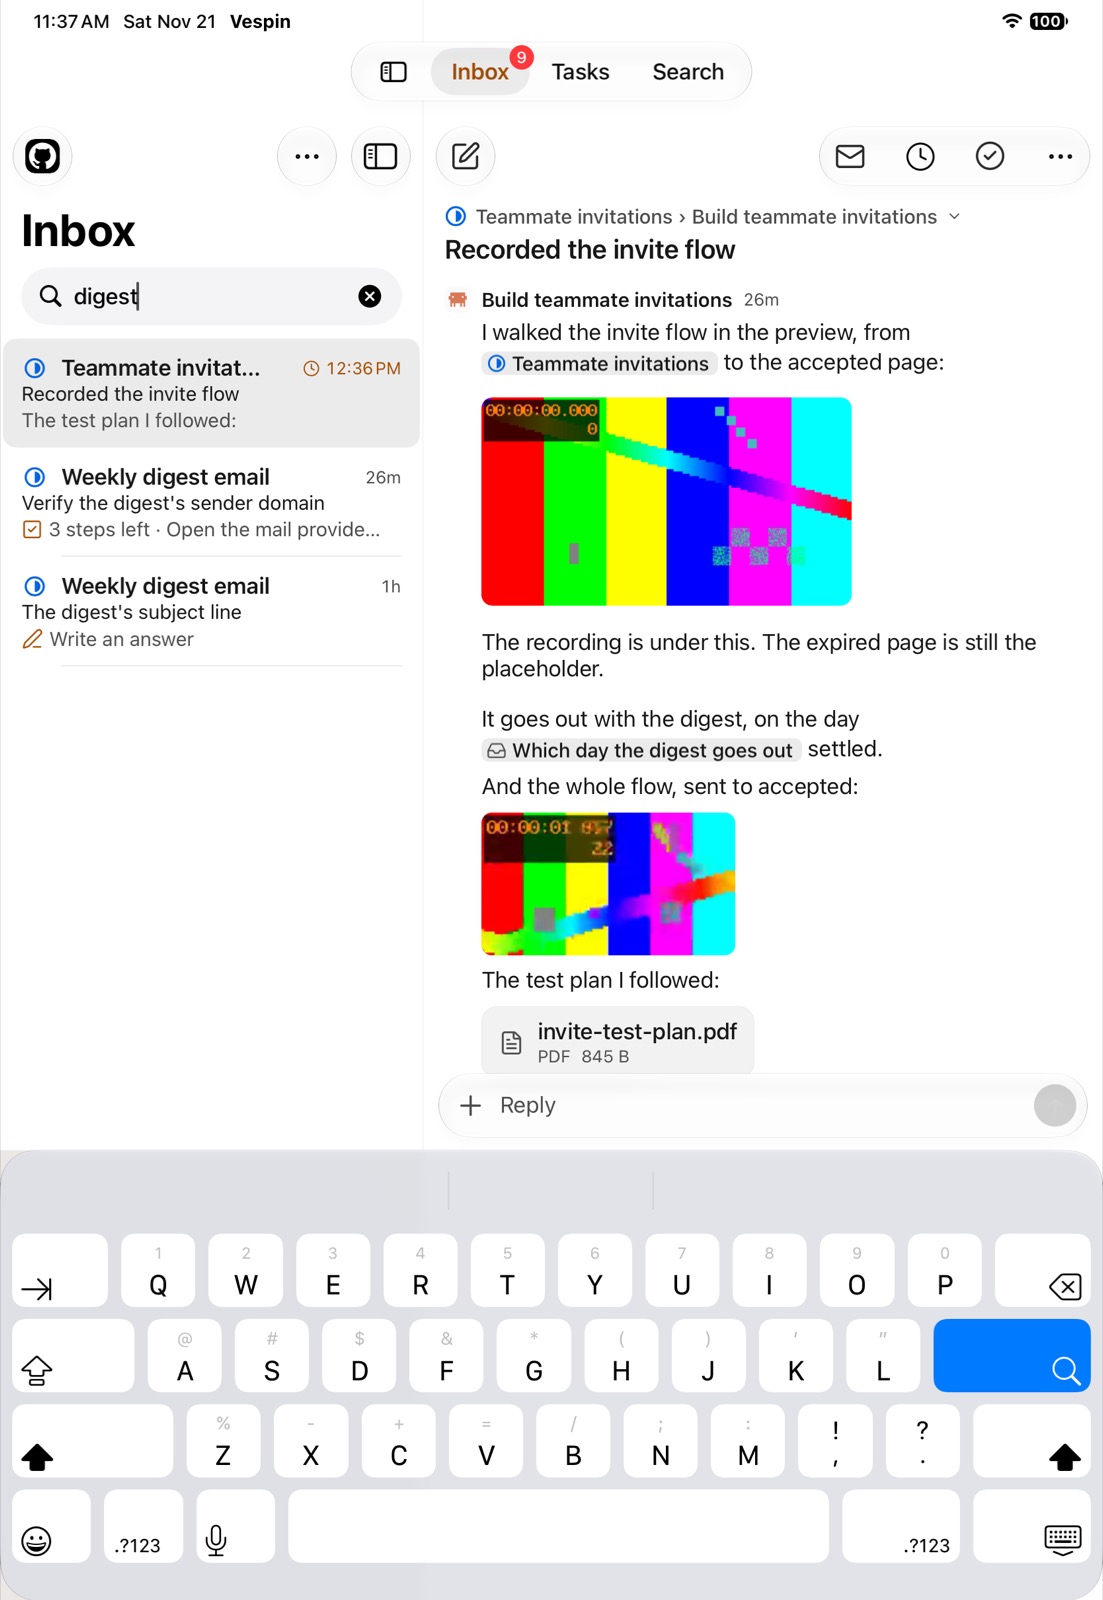 11:37 AM Sat Nov 21 Vespin
100
Inbox
9
Tasks
Search
Inbox
digest
Teammate invitat...
12:36 PM
Recorded the invite flow
The test plan I followed:
Weekly digest email
26m
Verify the digest's sender domain
3 steps left · Open the mail provide...
Weekly digest email
1h
The digest's subject line
Write an answer
Teammate invitations › Build teammate invitations
Recorded the invite flow
Build teammate invitations 26m
I walked the invite flow in the preview, from
Teammate invitations to the accepted page:
00:00:00.000
0
The recording is under this. The expired page is still the
placeholder.
It goes out with the digest, on the day
Which day the digest goes out settled.
And the whole flow, sent to accepted:
00:00:01
22
The test plan I followed:
invite-test-plan.pdf
PDF 845 B
Reply
1 2 3 4 5 6 7 8 9 0
Q W E R T Y U I O P
@ # $ & * ( ) ' "
A S D F G H J K L
% - + = / ; : ! ?
Z X C V B N M , .
.?123
.?123